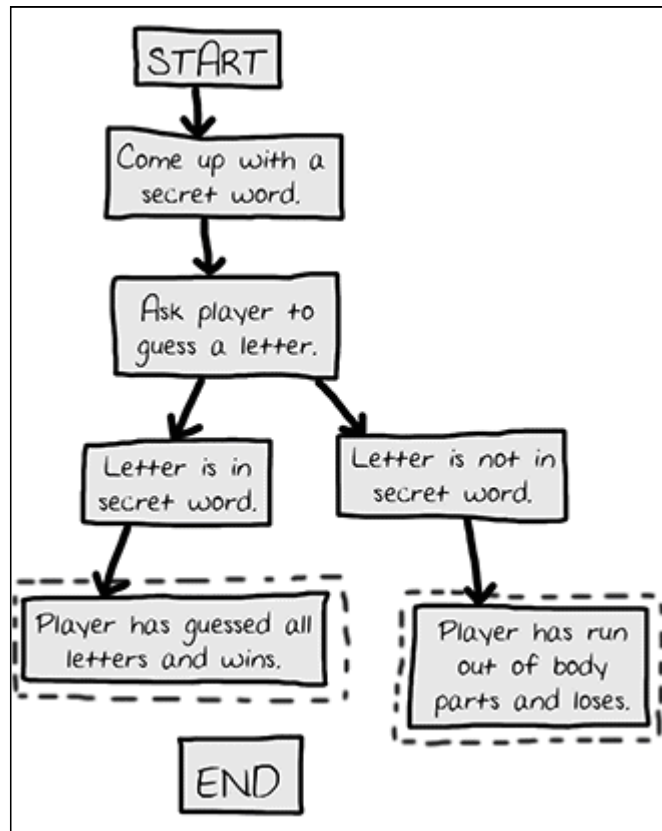 START
Come up with a
secret word.
Ask player to
guess a letter.
Letter is in
secret word.
Letter is not in
secret word.
Player has guessed all
letters and wins.
Player has run
out of body
parts and loses.
END